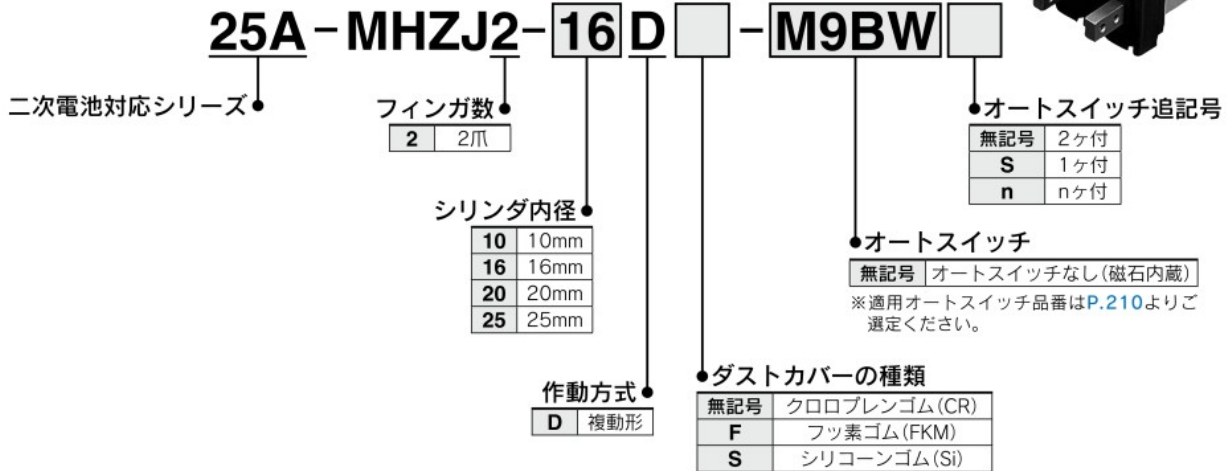 25A-MHZJ2-16D□-M9BW□
二次電池対応シリーズ
フィンガ数
2 2爪
オートスイッチ追記号
無記号 2ヶ付
S 1ヶ付
n nヶ付
シリンダ内径
10 10mm
16 16mm
20 20mm
25 25mm
オートスイッチ
無記号 オートスイッチなし(磁石内蔵)
※適用オートスイッチ品番はP.210よりご
選定ください。
作動方式
D 複動形
ダストカバーの種類
無記号 クロロプレンゴム(CR)
F フッ素ゴム(FKM)
S シリコーンゴム(Si)